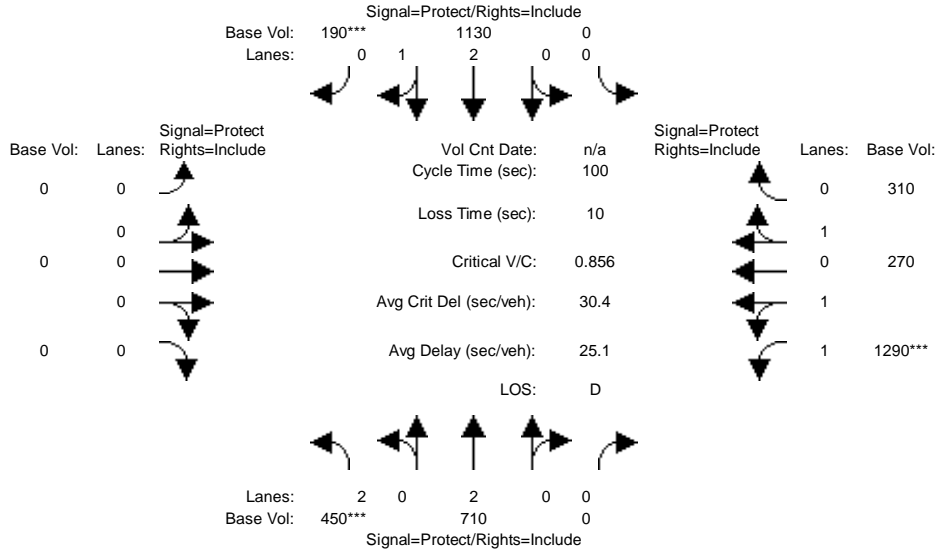 Signal=Protect/Rights=Include
Base Vol: 190*** 1130 0
Lanes: 0 1 2 0 0
Signal=Protect Signal=Protect
Base Vol: Lanes: Rights=Include Vol Cnt Date: n/a Rights=Include Lanes: Base Vol:
Cycle Time (sec): 100
0 0 0 310
Loss Time (sec): 10
0 1
0 0 Critical V/C: 0.856 0 270
0 Avg Crit Del (sec/veh): 30.4 1
0 0 Avg Delay (sec/veh): 25.1 1 1290***
LOS: D
Lanes: 2 0 2 0 0
Base Vol: 450*** 710 0
Signal=Protect/Rights=Include